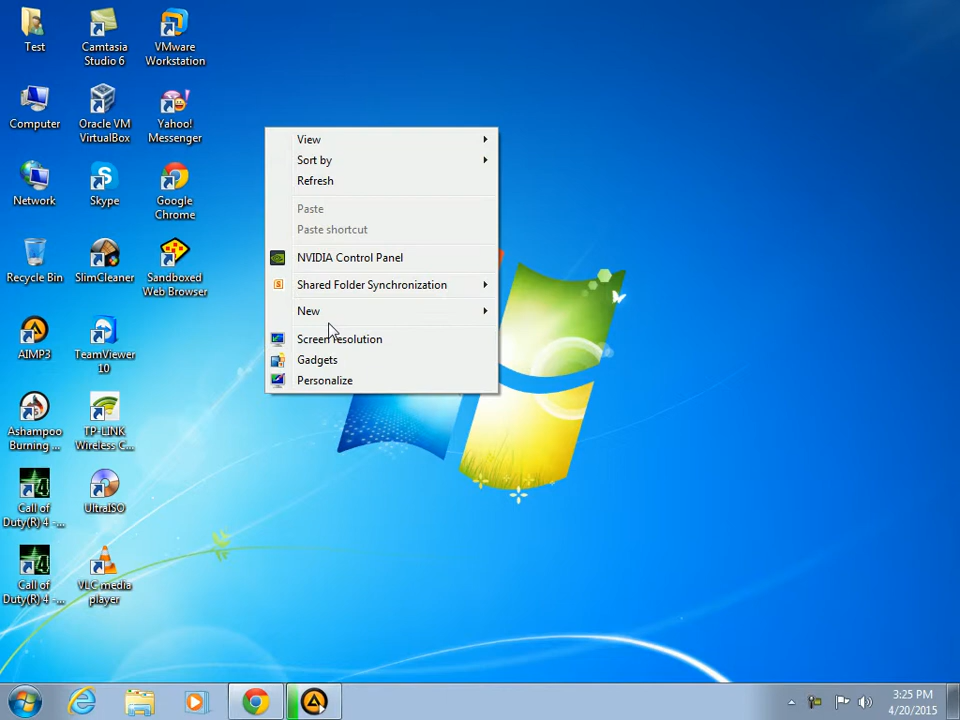 Test
Camtasia
Studio 6
VMware
Workstation
Computer
Oracle VM
VirtualBox
Yahoo!
Messenger
Network
Skype
Google
Chrome
Recycle Bin
SlimCleaner
Sandboxed
Web Browser
AIMP3
TeamViewer
10
Ashampoo
Burning ...
TP-LINK
Wireless C...
Call of
Duty(R) 4 -...
UltraISO
Call of
Duty(R) 4 -...
VLC media
player
View
Sort by
Refresh
Paste
Paste shortcut
NVIDIA Control Panel
Shared Folder Synchronization
New
Screen resolution
Gadgets
Personalize
3:25 PM
4/20/2015